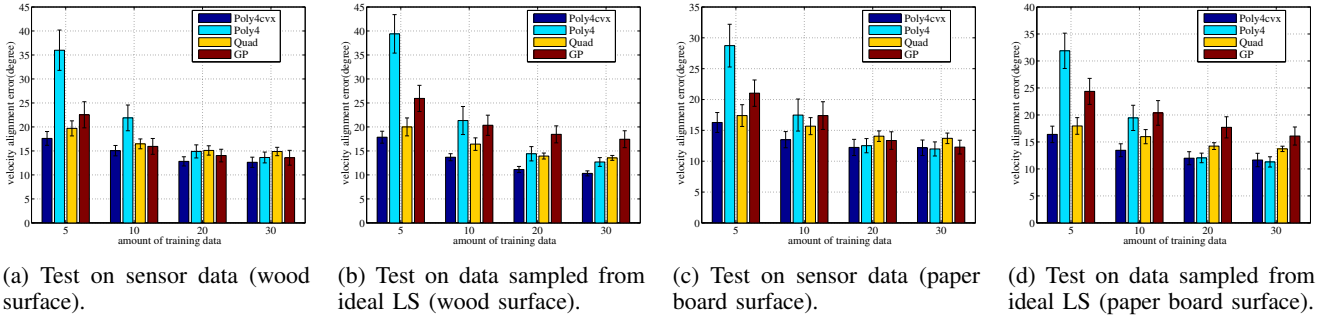 45
40
35
30
25
20
15
10
5
0
velocity alignment error(degree)
5
10
20
30
amount of training data
Poly4cvx
Poly4
Quad
GP
(a) Test on sensor data (wood
surface).
50
45
40
35
30
25
20
15
10
5
0
velocity alignment error(degree)
5
10
20
30
amount of training data
Poly4cvx
Poly4
Quad
GP
(b) Test on data sampled from
ideal LS (wood surface).
35
30
25
20
15
10
5
0
velocity alignment error(degree)
5
10
20
30
amount of training data
Poly4cvx
Poly4
Quad
GP
(c) Test on sensor data (paper
board surface).
40
35
30
25
20
15
10
5
0
velocity alignment error(degree)
5
10
20
30
amount of training data
Poly4cvx
Poly4
Quad
GP
(d) Test on data sampled from
ideal LS (paper board surface).